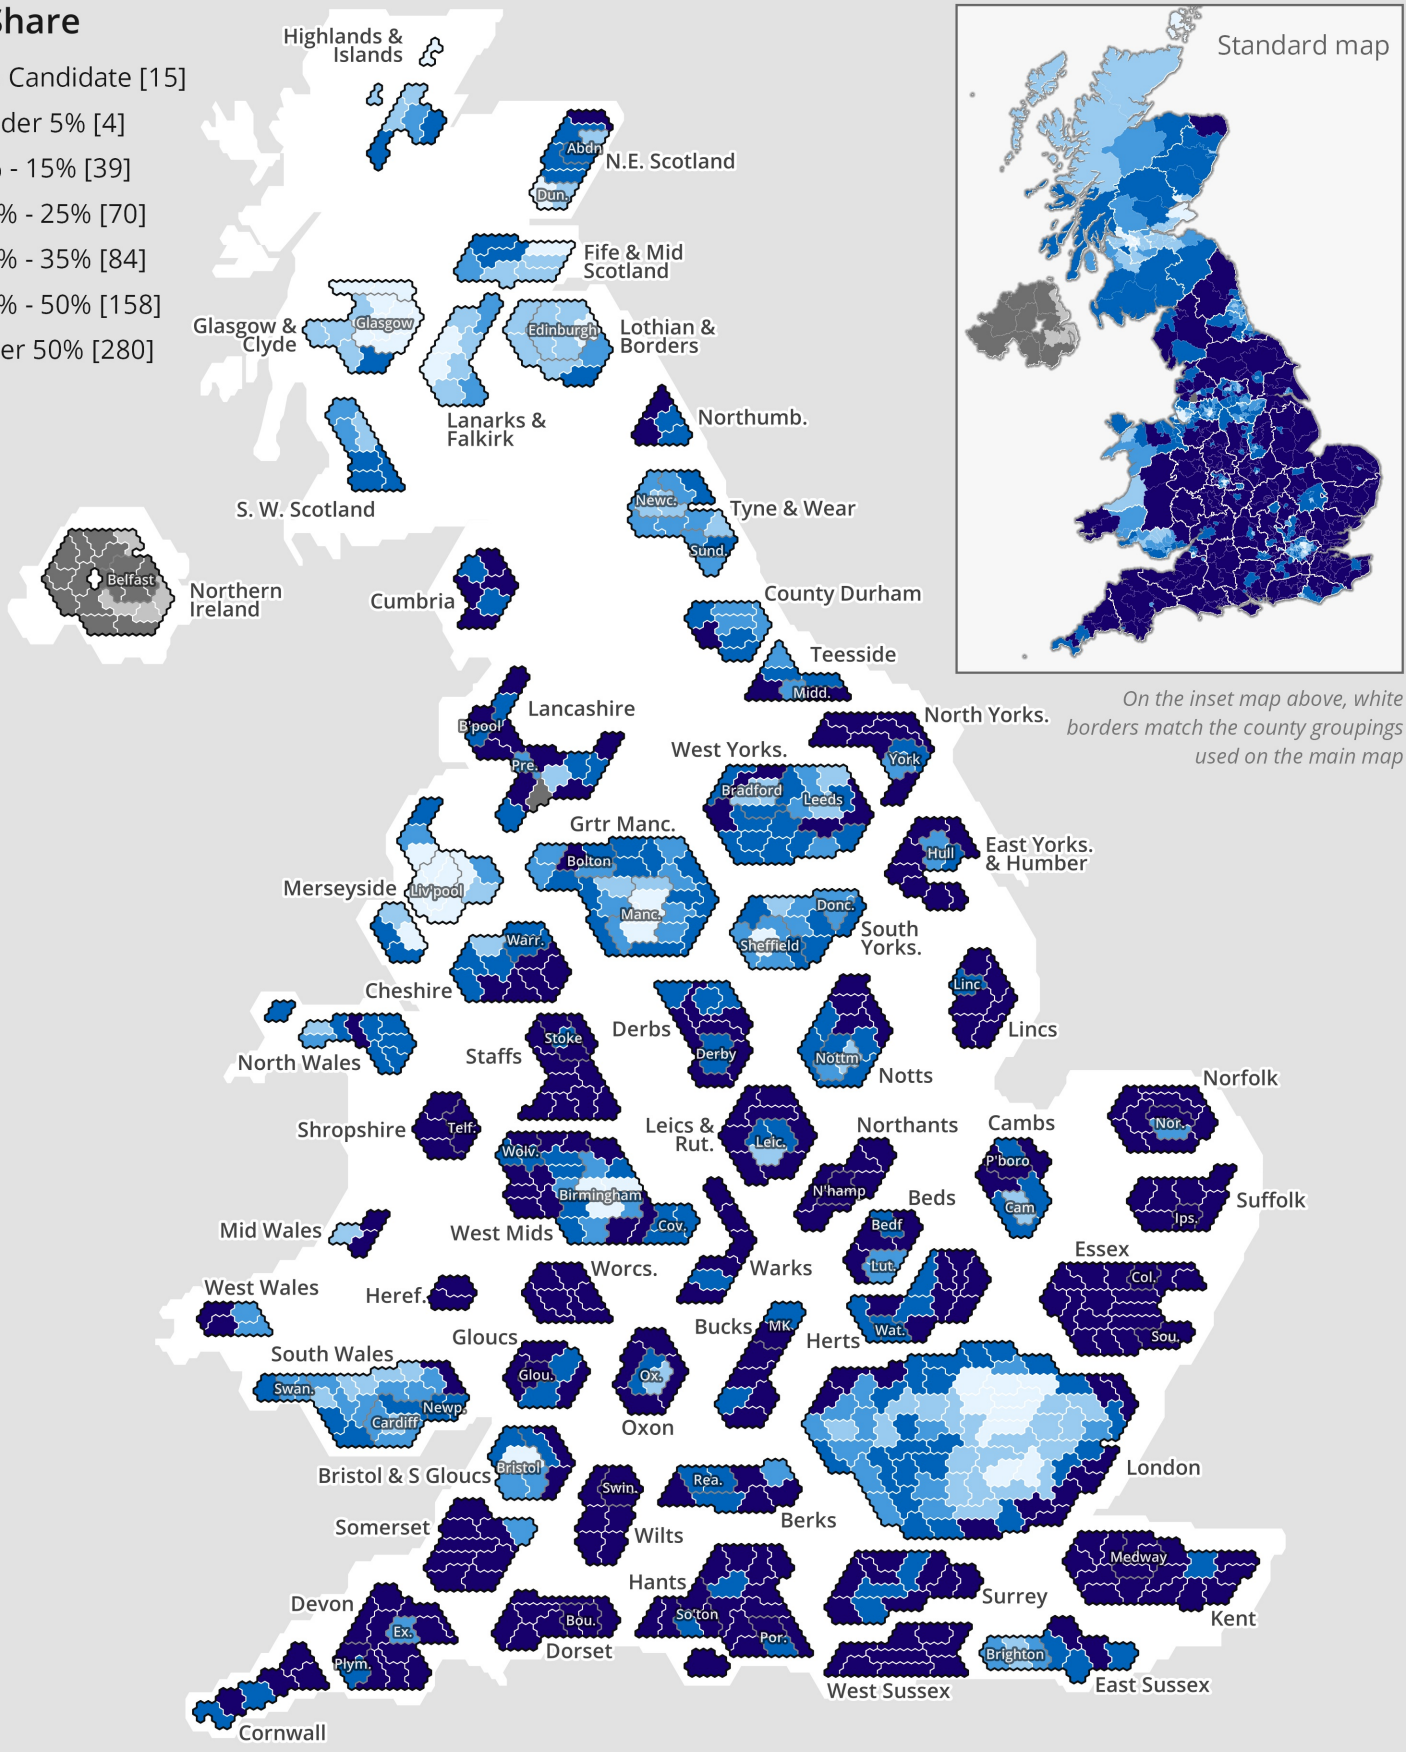 Share
Candidate [15]
der 5% [4]
- 15% [39]
% - 25% [70]
% - 35% [84]
% - 50% [158]
er 50% [280]
Highlands &
Islands
Abdn
N.E. Scotland
Dun.
Fife & Mid
Scotland
Glasgow &
Clyde
Glasgow
Edinburgh
Lothian &
Borders
Lanarks &
Falkirk
Northumb.
S. W. Scotland
Newc.
Tyne & Wear
Sund.
Belfast
Northern
Ireland
Cumbria
County Durham
Teesside
Midd.
Standard map
On the inset map above, white
borders match the county groupings
used on the main map
Lancashire
B'pool
Pre.
North Yorks.
York
West Yorks.
Bradford
Leeds
Grtr Manc.
Bolton
Manc.
East Yorks.
& Humber
Hull
Merseyside
Liv'pool
Donc.
Sheffield
South
Yorks.
Warr.
Cheshire
Linc.
Lincs
North Wales
Staffs
Stoke
Derbs
Derby
Nottm
Notts
Norfolk
Nor.
Shropshire
Telf.
Leics &
Rut.
Leic.
Northants
N'hamp
Cambs
P'boro
Cam
Suffolk
Ips.
Wolv.
Birmingham
Cov.
West Mids
Mid Wales
Beds
Bedf
Lut.
Warks
Essex
Col.
Sou.
West Wales
Heref.
Worcs.
Bucks
MK
Herts
Wat.
Gloucs
Glou.
South Wales
Swan.
Cardiff
Newp.
Ox.
Oxon
London
Bristol & S Gloucs
Bristol
Swin.
Wilts
Rea.
Berks
Somerset
Hants
So'ton
Por.
Surrey
Medway
Kent
Devon
Ex.
Plym.
Bou.
Dorset
West Sussex
Brighton
East Sussex
Cornwall